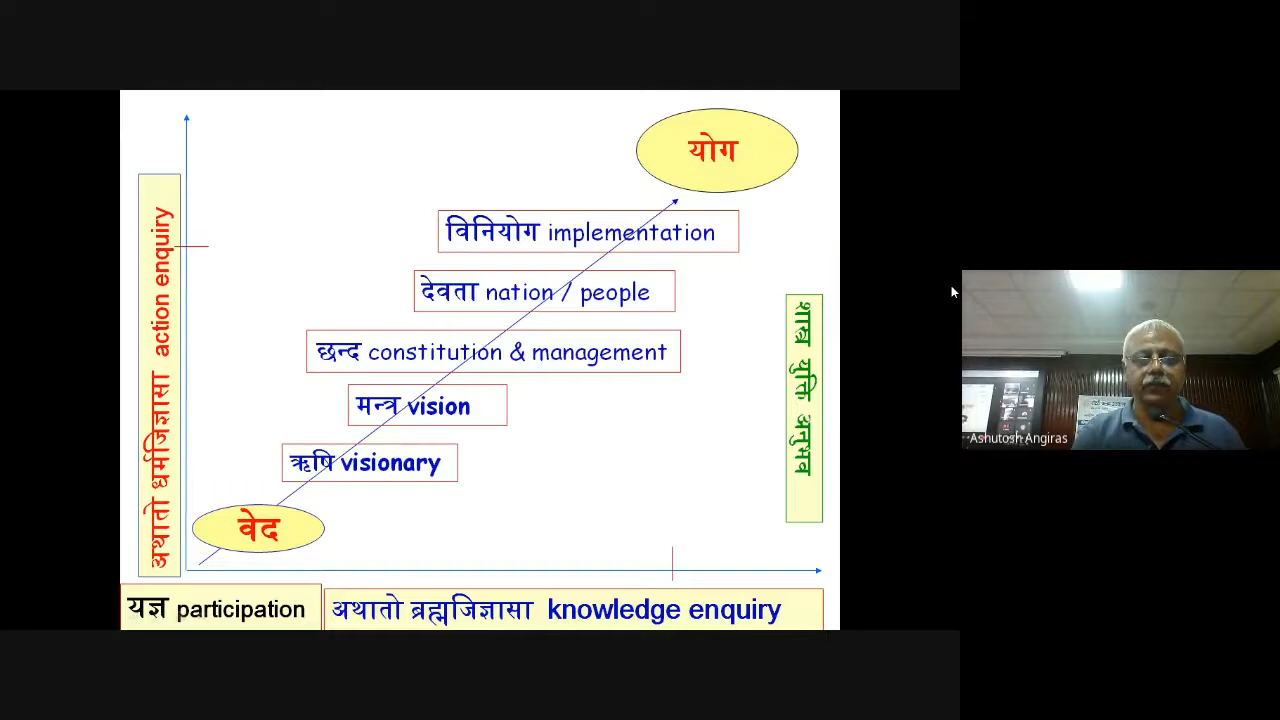 योग
विनियोग implementation
देवता nation / people
छन्द constitution & management
मन्त्र vision
ऋषि visionary
वेद
अथातो धर्मजिज्ञासा action enquiry
शास्त्र युक्ति अनुभव
यज्ञ participation
अथातो ब्रह्मजिज्ञासा knowledge enquiry
Ashutosh Angiras